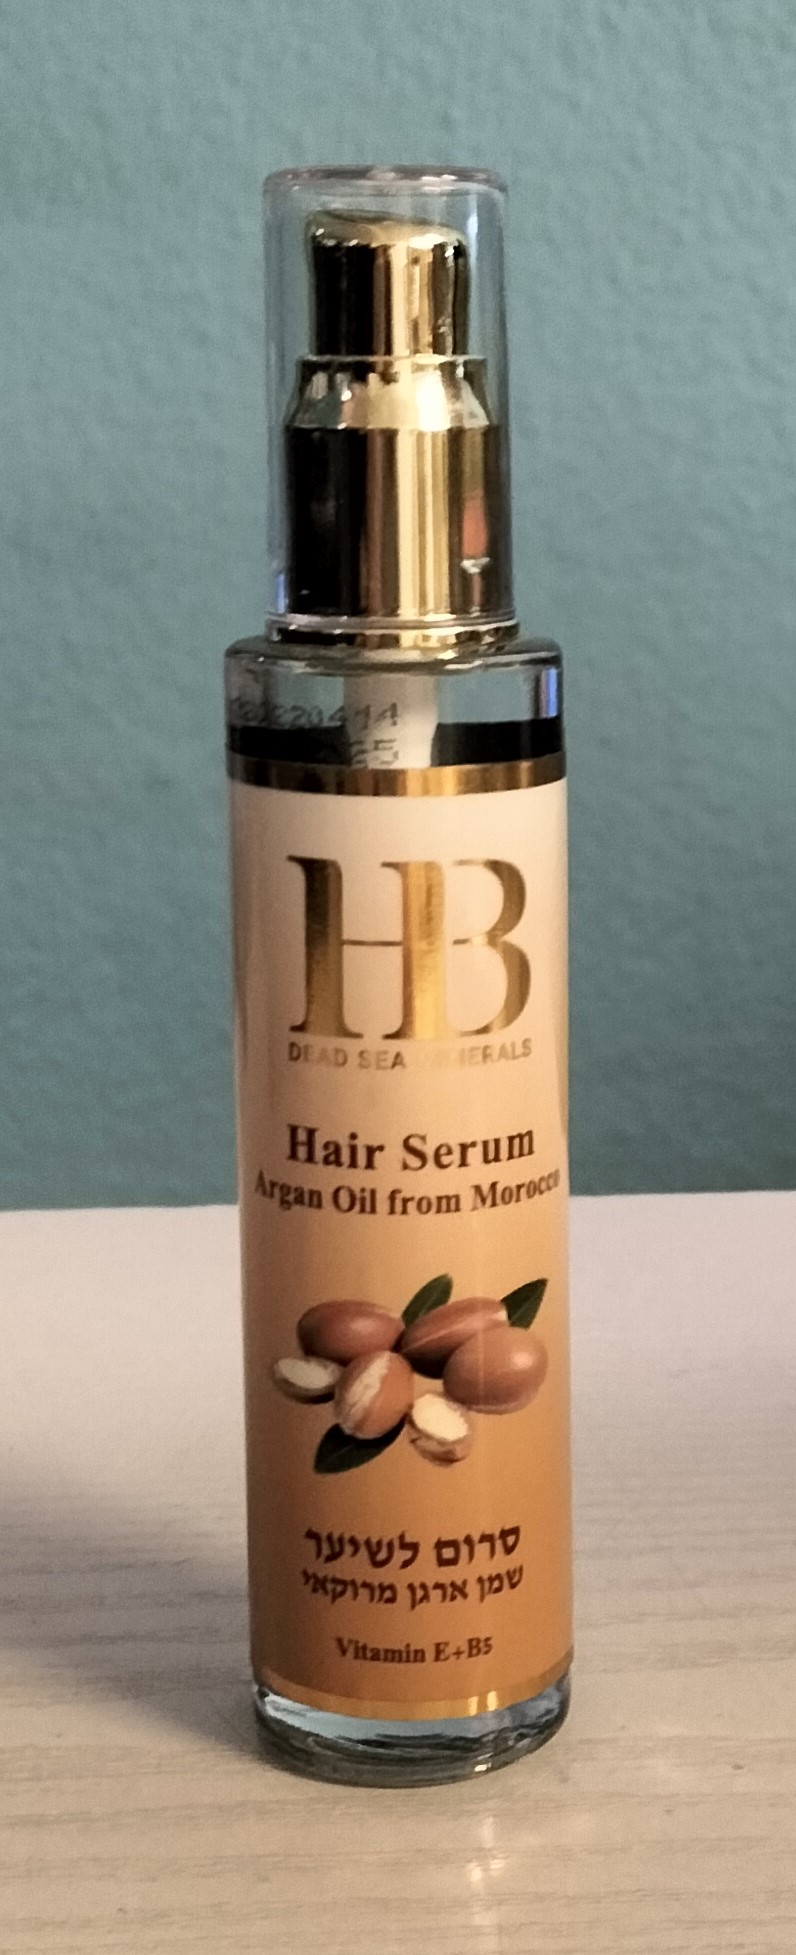 HB
DEAD SEA MINERALS
Hair Serum
Argan Oil from Morocco
סרום לשיער
שמן ארגן מרוקאי
Vitamin E+B5